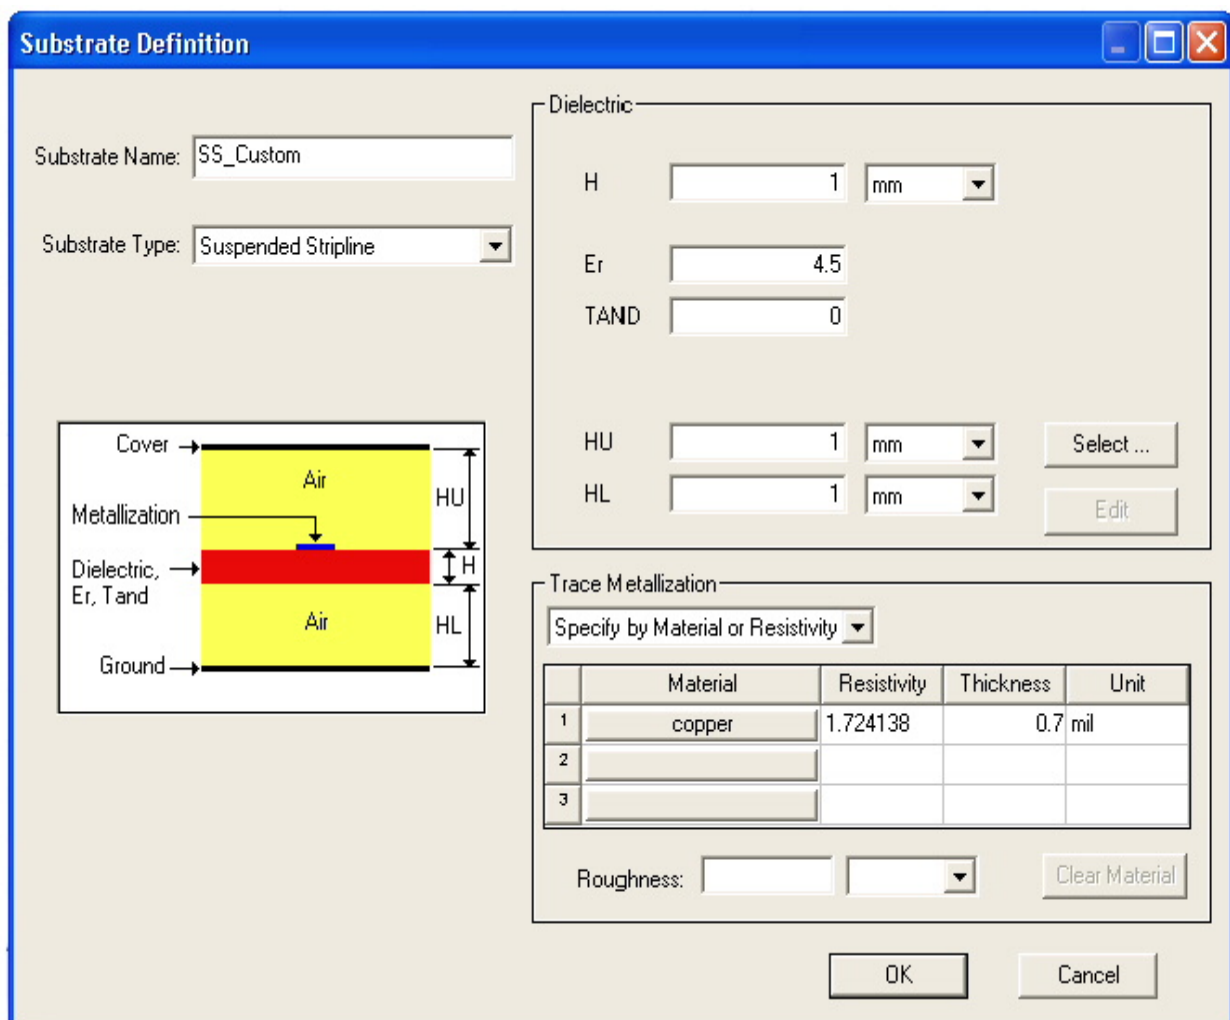 Substrate Definition
Substrate Name: SS_Custom
Substrate Type: Suspended Stripline
Cover
Air
HU
Metallization
H
Dielectric,
Er, Tand
Air
HL
Ground
Dielectric
H 1 mm
Er 4.5
TAND 0
HU 1 mm Select ...
HL 1 mm Edit
Trace Metallization
Specify by Material or Resistivity
Material Resistivity Thickness Unit
1 copper 1.724138 0.7 mil
2
3
Roughness: Clear Material
OK Cancel